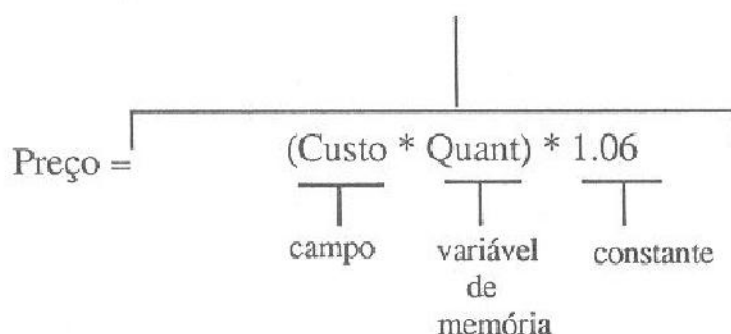 Preço = (Custo * Quant) * 1.06
campo variável constante
de
memória